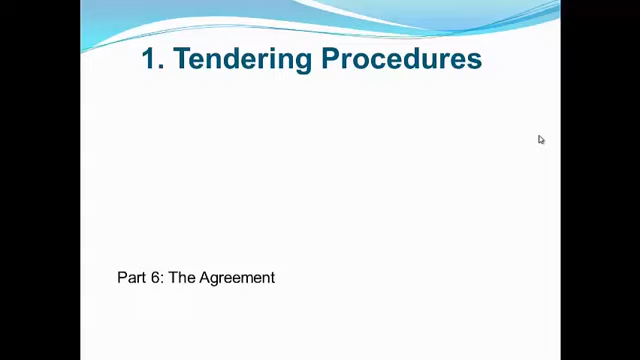 1. Tendering Procedures
Part 6: The Agreement